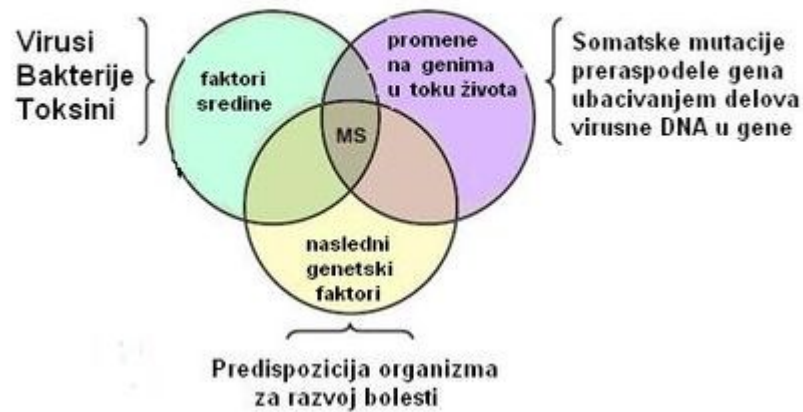 Virusi
Bakterije
Toksini
faktori
sredine
promene
na genima
u toku života
Somatske mutacije
preraspodele gena
ubacivanjem delova
virusne DNA u gene
MS
nasledni
genetski
faktori
Predispozicija organizma
za razvoj bolesti